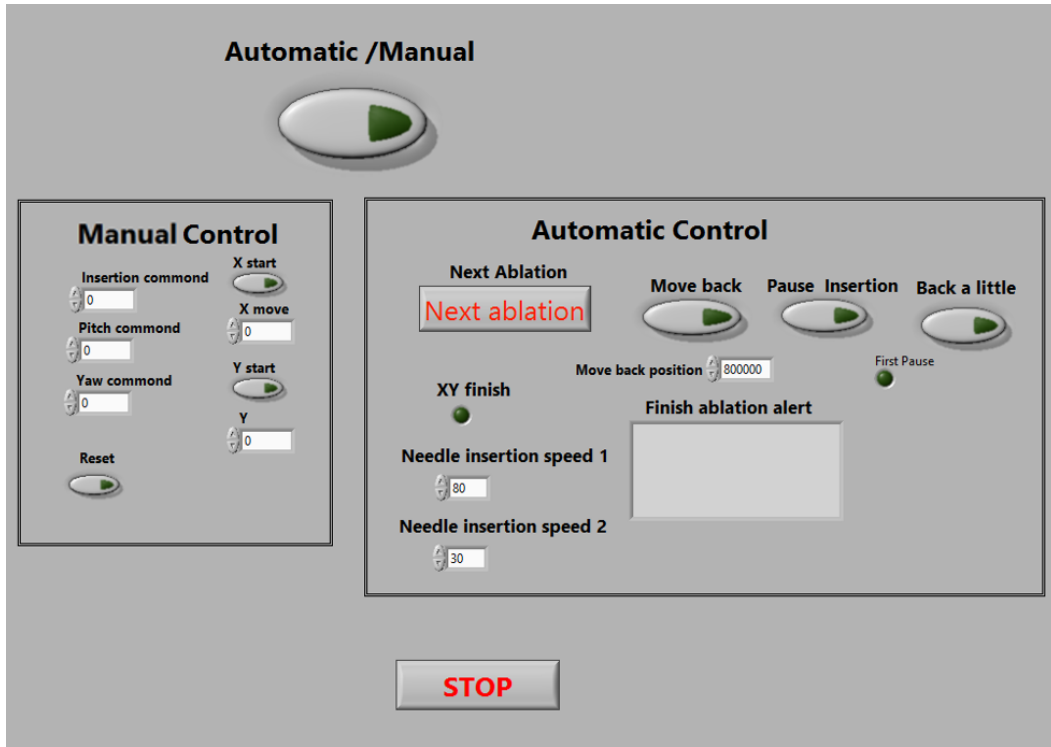 Automatic /Manual
Manual Control
Insertion commond
0
Pitch commond
0
Yaw commond
0
Reset
X start
X move
0
Y start
Y
0
Automatic Control
Next Ablation
Next ablation
Move back
Pause Insertion
Back a little
Move back position
800000
First Pause
XY finish
Finish ablation alert
Needle insertion speed 1
80
Needle insertion speed 2
30
STOP